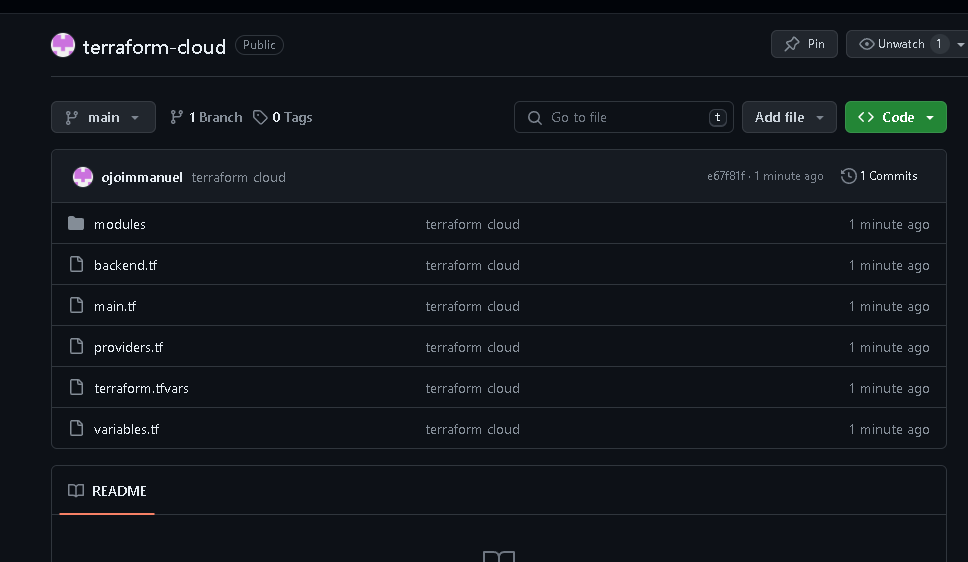 terraform-cloud Public Pin Unwatch 1
main 1 Branch 0 Tags Go to file t Add file Code
ojoimmanuel terraform cloud e67f81f · 1 minute ago 1 Commits
modules terraform cloud 1 minute ago
backend.tf terraform cloud 1 minute ago
main.tf terraform cloud 1 minute ago
providers.tf terraform cloud 1 minute ago
terraform.tfvars terraform cloud 1 minute ago
variables.tf terraform cloud 1 minute ago
README